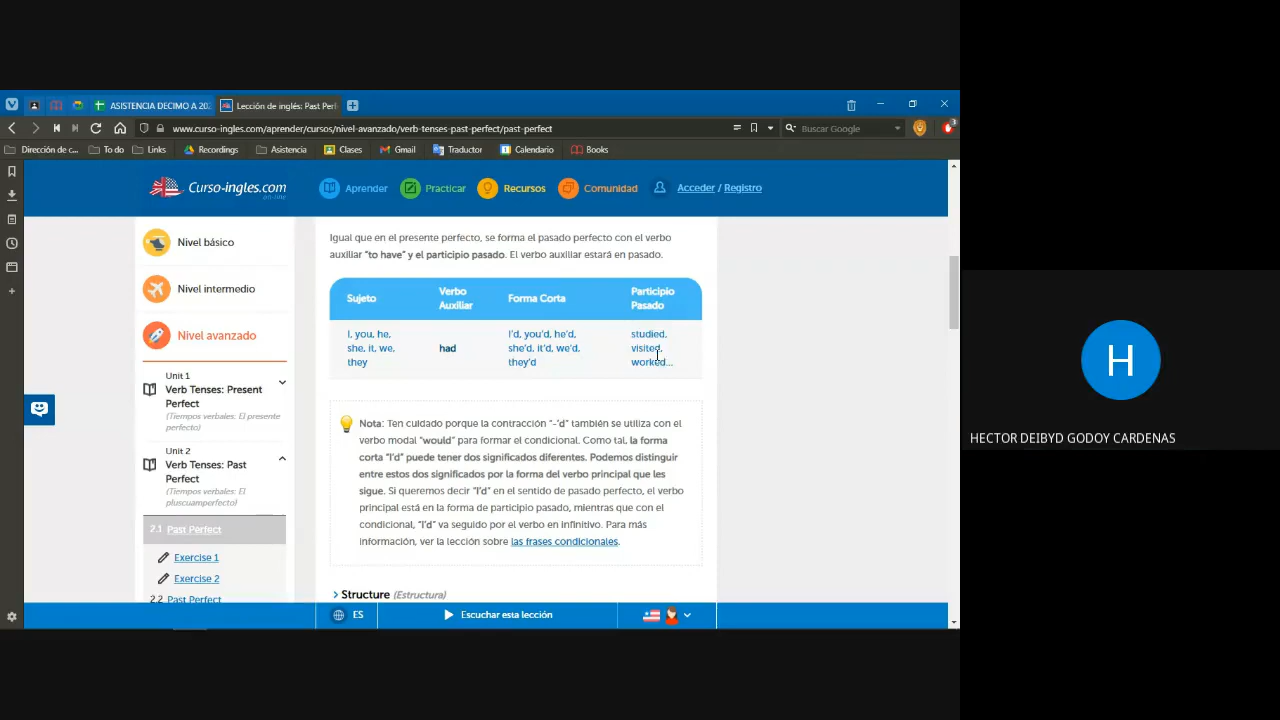 ASISTENCIA DECIMO A 202
Lección de inglés: Past Perf
www.curso-ingles.com/aprender/cursos/nivel-avanzado/verb-tenses-past-perfect/past-perfect
Buscar Google
3
Dirección de c...
To do
Links
Recordings
Asistencia
Clases
Gmail
Traductor
Calendario
Books
Curso-ingles.com
on-line
Aprender
Practicar
Recursos
Comunidad
Acceder / Registro
Nivel básico
Nivel intermedio
Nivel avanzado
Unit 1
Verb Tenses: Present
Perfect
(Tiempos verbales: El presente
perfecto)
Unit 2
Verb Tenses: Past
Perfect
(Tiempos verbales: El
pluscuamperfecto)
2.1 Past Perfect
Exercise 1
Exercise 2
2.2 Past Perfect
Igual que en el presente perfecto, se forma el pasado perfecto con el verbo
auxiliar "to have" y el participio pasado. El verbo auxiliar estará en pasado.
Sujeto
Verbo
Auxiliar
Forma Corta
Participio
Pasado
I, you, he,
she, it, we,
they
had
I'd, you'd, he'd,
she'd, it'd, we'd,
they'd
studied,
visited,
worked...
Nota: Ten cuidado porque la contracción "-'d" también se utiliza con el
verbo modal "would" para formar el condicional. Como tal, la forma
corta "I'd" puede tener dos significados diferentes. Podemos distinguir
entre estos dos significados por la forma del verbo principal que les
sigue. Si queremos decir "I'd" en el sentido de pasado perfecto, el verbo
principal está en la forma de participio pasado, mientras que con el
condicional, "I'd" va seguido por el verbo en infinitivo. Para más
información, ver la lección sobre las frases condicionales.
Structure (Estructura)
ES
Escuchar esta lección
H
HECTOR DEIBYD GODOY CARDENAS